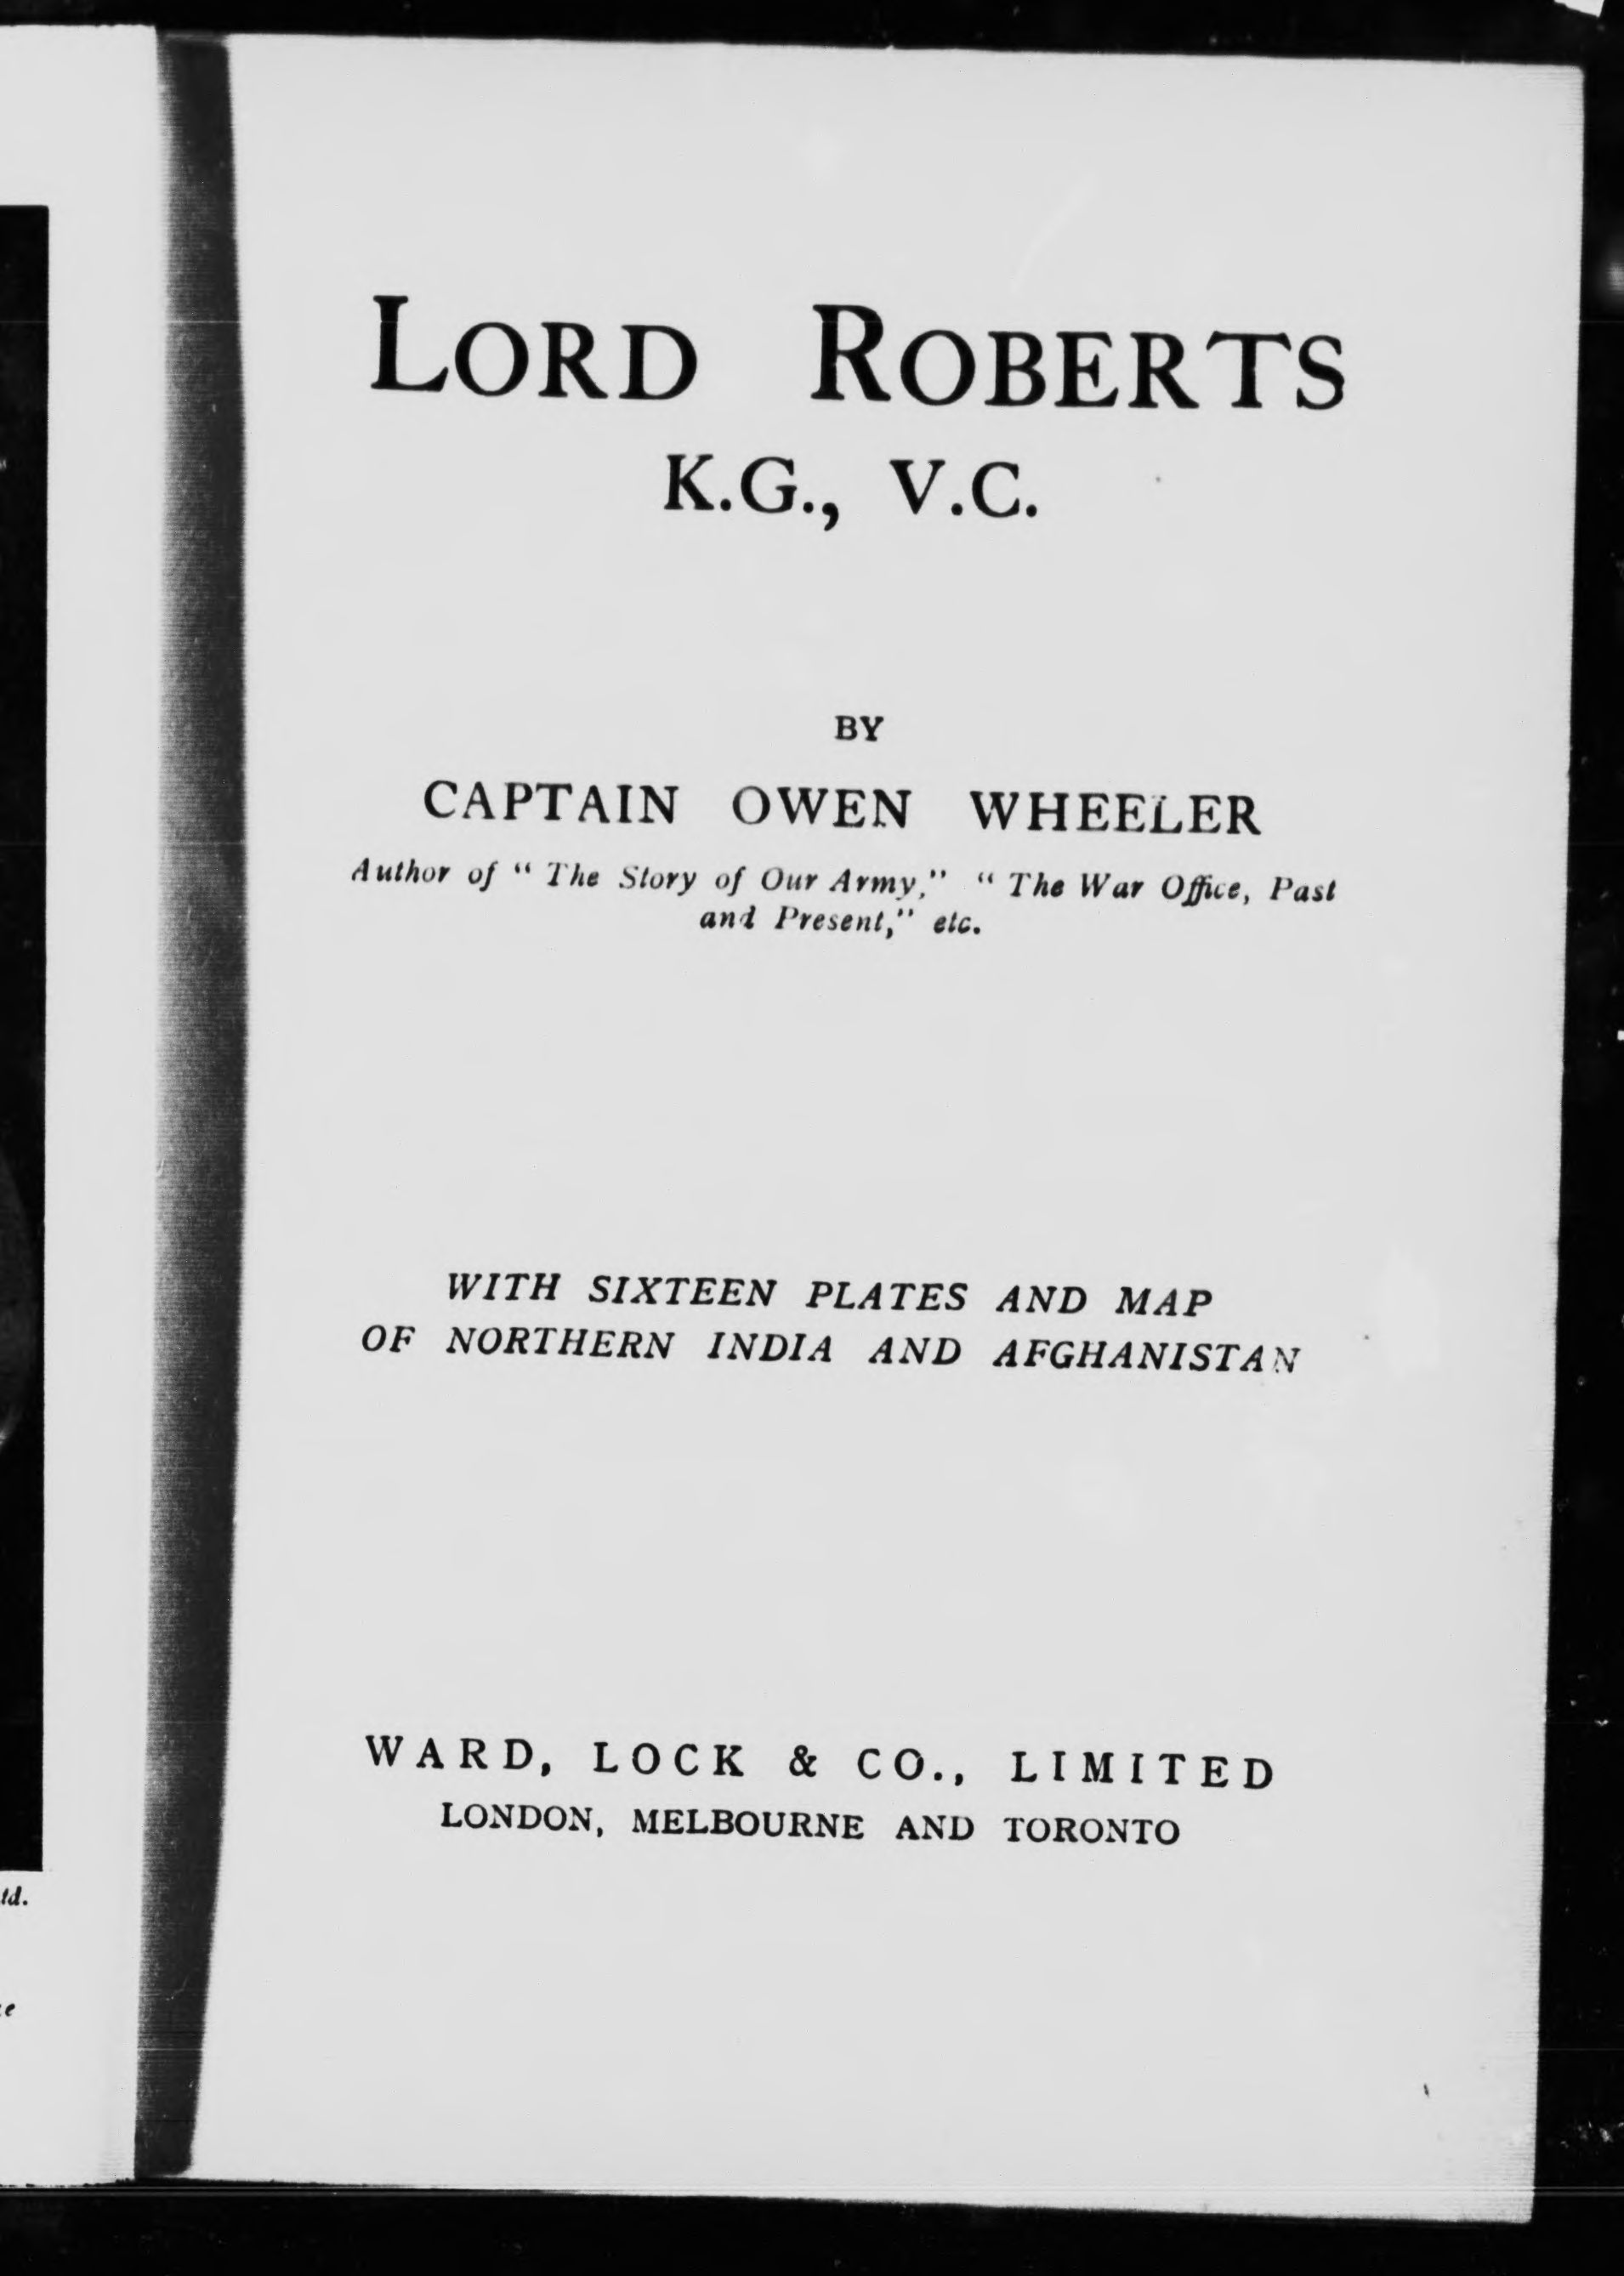 LORD ROBERTS
K.G., V.C.
BY
CAPTAIN OWEN WHEELER
Author of “ The Story of Our Army,” “ The War Office, Past
and Present,” etc.
WITH SIXTEEN PLATES AND MAP
OF NORTHERN INDIA AND AFGHANISTAN
WARD, LOCK & CO., LIMITED
LONDON, MELBOURNE AND TORONTO